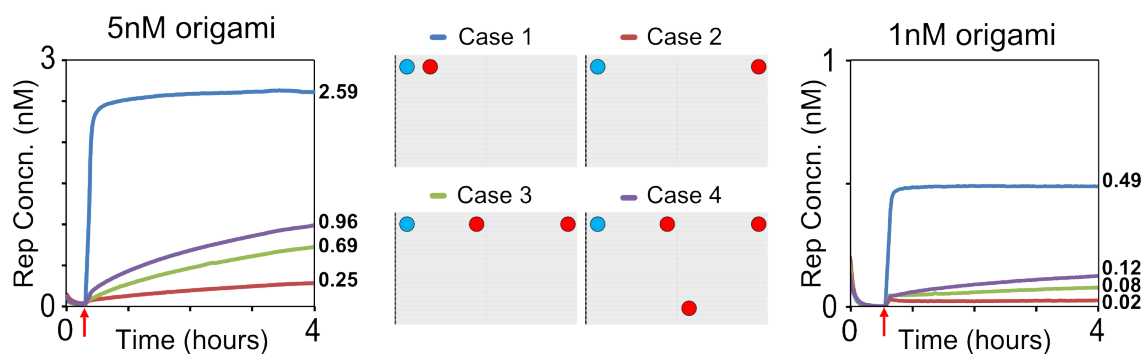 5nM origami
Rep Concn. (nM)
3
0
0
4
Time (hours)
2.59
0.96
0.69
0.25
Case 1
Case 2
Case 3
Case 4
1nM origami
Rep Concn. (nM)
1
0
0
4
Time (hours)
0.49
0.12
0.08
0.02